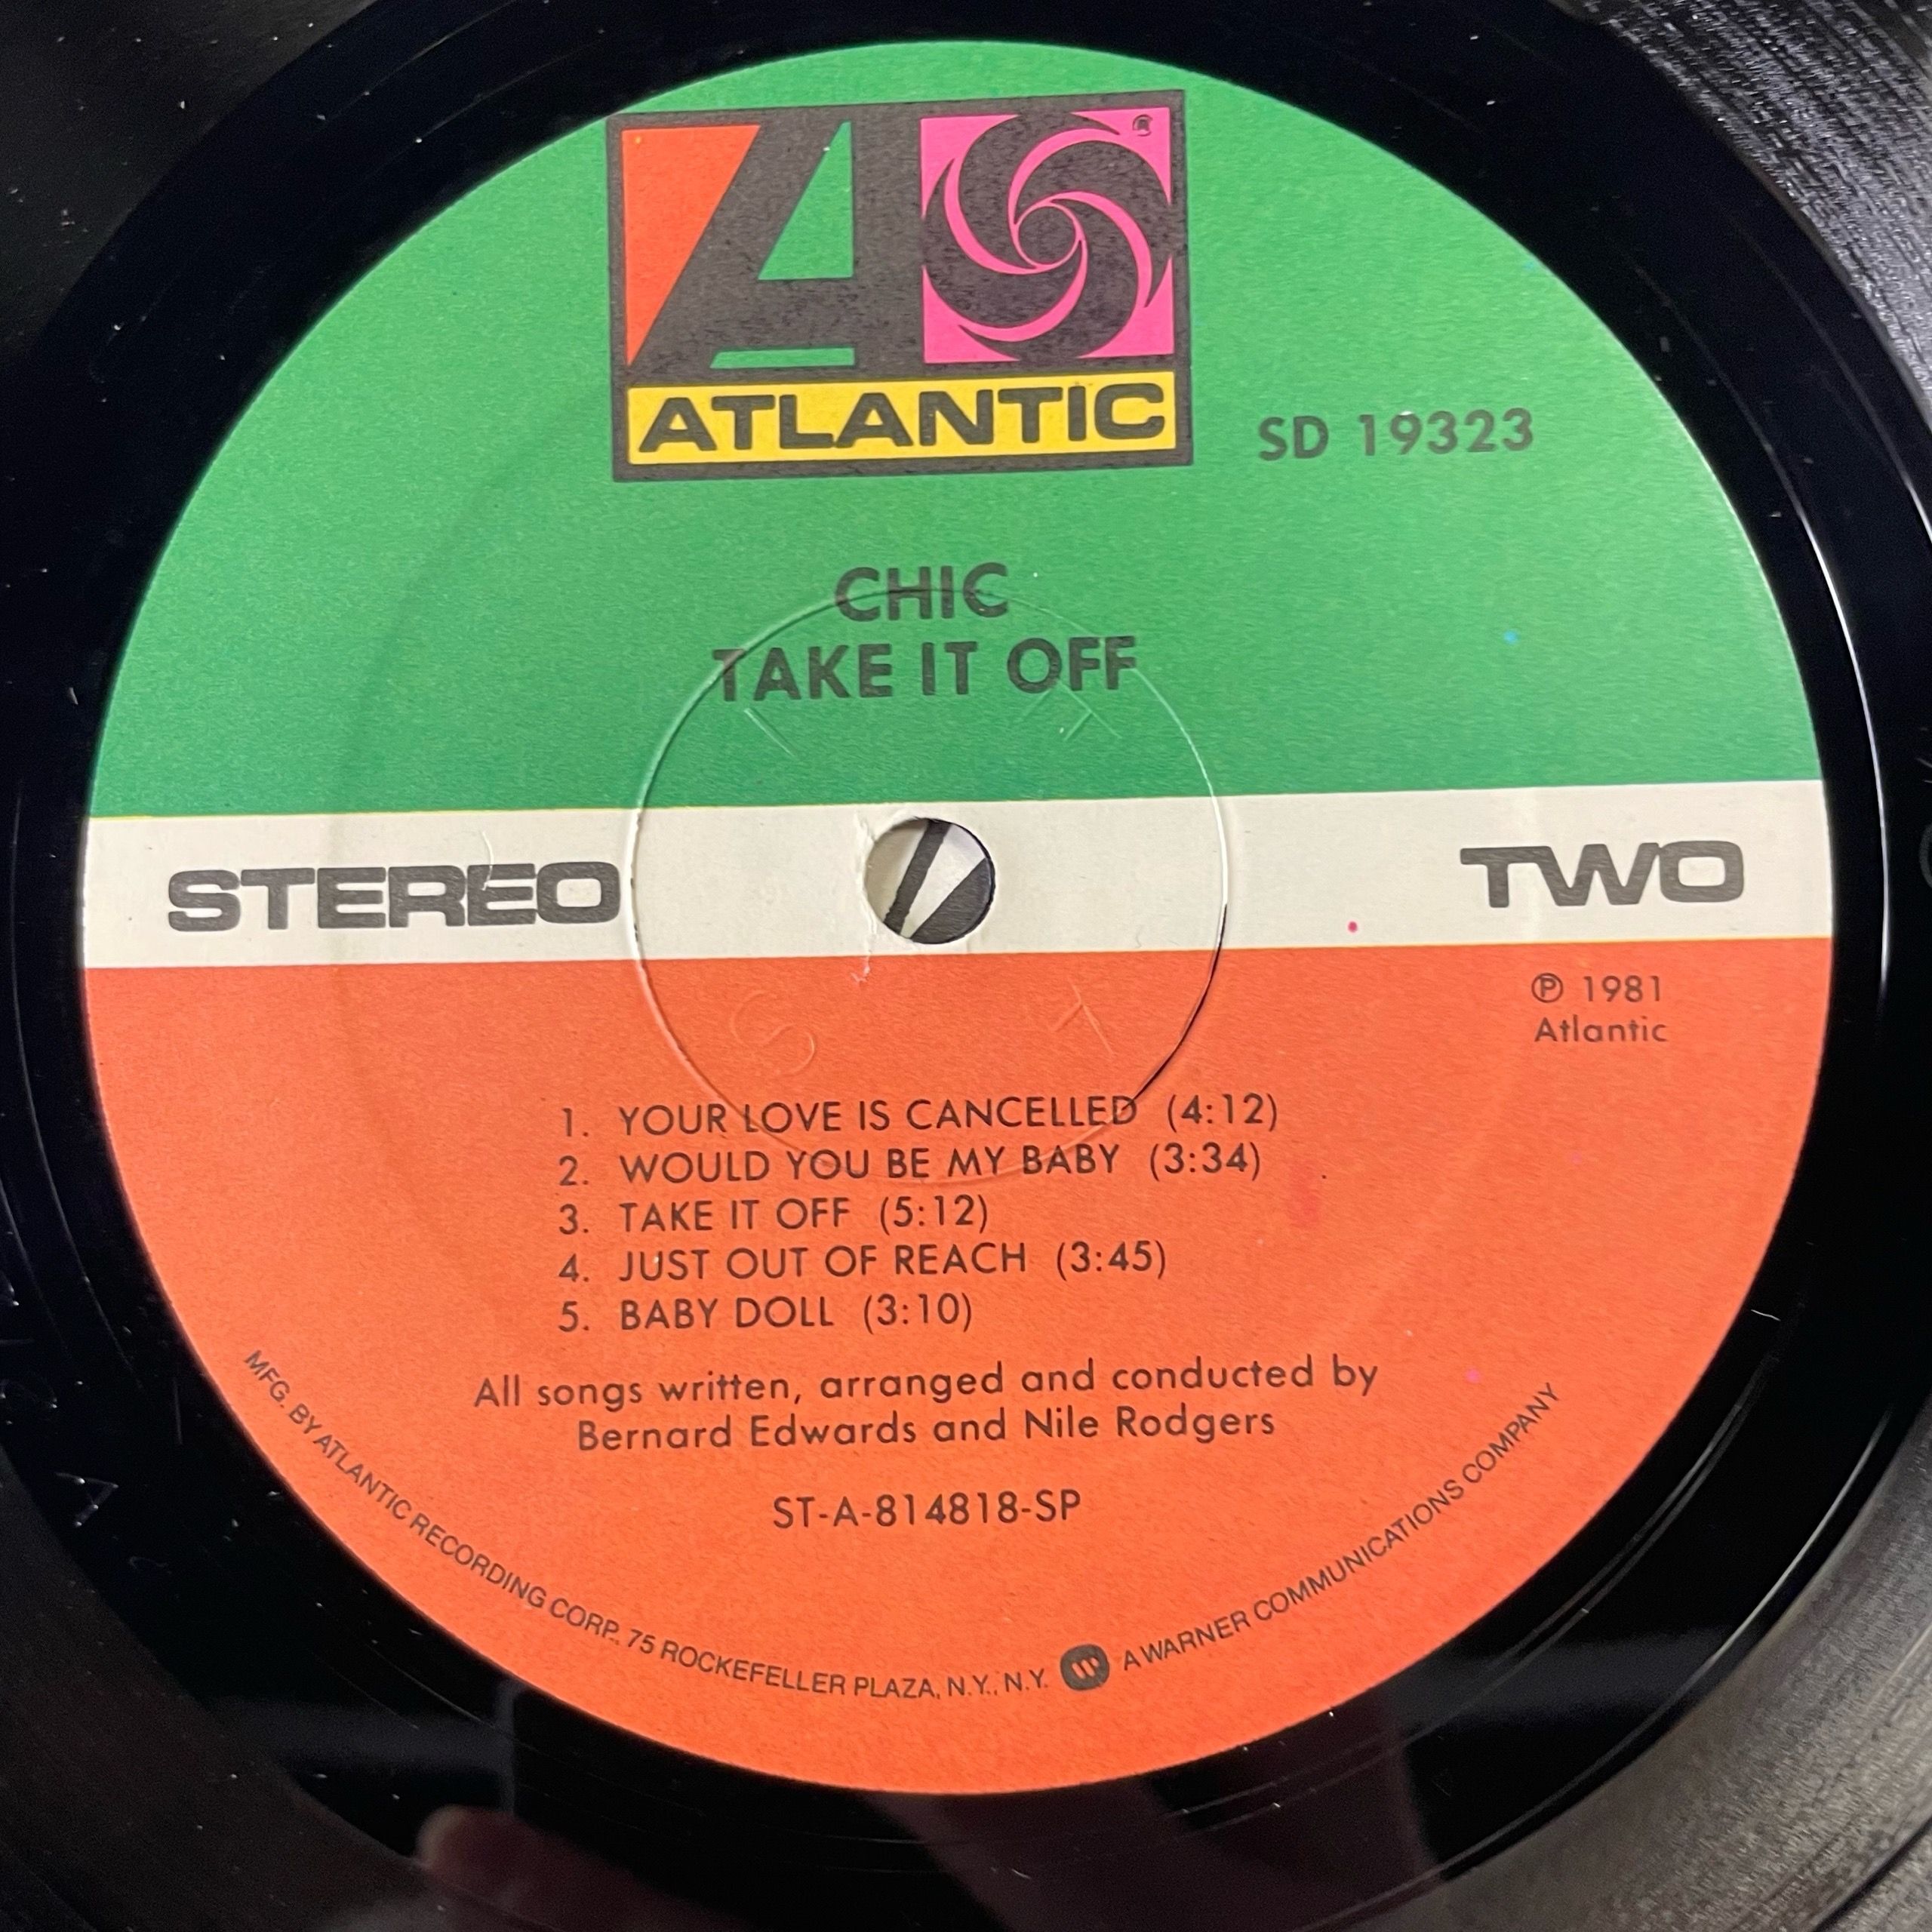 ATLANTIC
®
SD 19323
CHIC
TAKE IT OFF
STEREO
TWO
℗ 1981
Atlantic
1. YOUR LOVE IS CANCELLED (4:12)
2. WOULD YOU BE MY BABY (3:34)
3. TAKE IT OFF (5:12)
4. JUST OUT OF REACH (3:45)
5. BABY DOLL (3:10)
All songs written, arranged and conducted by
Bernard Edwards and Nile Rodgers
ST-A-814818-SP
MFG. BY ATLANTIC RECORDING CORP., 75 ROCKEFELLER PLAZA, N.Y., N.Y. A WARNER COMMUNICATIONS COMPANY